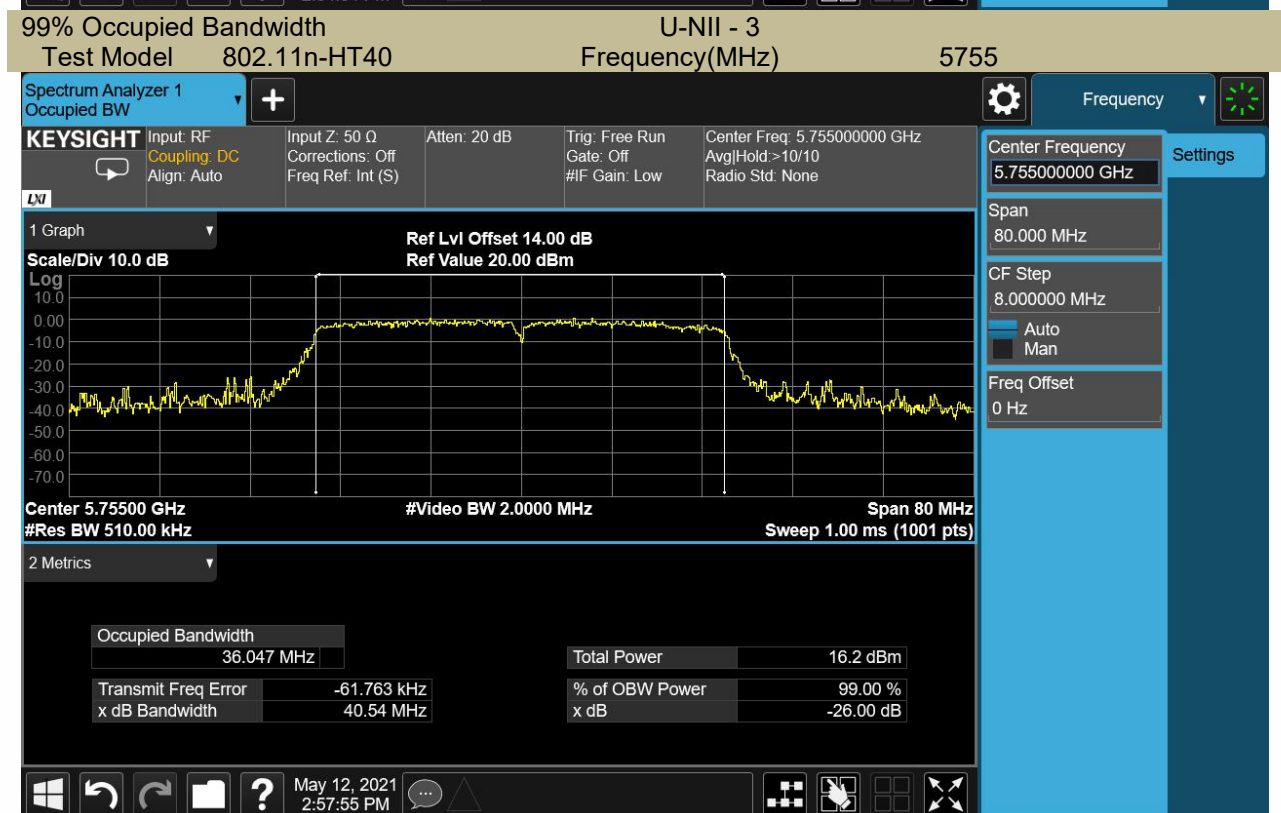 99% Occupied Bandwidth U-NII - 3
Test Model 802.11n-HT40 Frequency(MHz) 5755
Spectrum Analyzer 1
Occupied BW
+
Frequency
KEYSIGHT Input: RF Input Z: 50 Ω Atten: 20 dB Trig: Free Run Center Freq: 5.755000000 GHz
Coupling: DC Corrections: Off Gate: Off Avg|Hold:>10/10
Align: Auto Freq Ref: Int (S) #IF Gain: Low Radio Std: None
LXI
Center Frequency
5.755000000 GHz
Settings
Span
80.000 MHz
CF Step
8.000000 MHz
Auto
Man
Freq Offset
0 Hz
1 Graph
Ref Lvl Offset 14.00 dB
Scale/Div 10.0 dB Ref Value 20.00 dBm
Log
10.0
0.00
-10.0
-20.0
-30.0
-40.0
-50.0
-60.0
-70.0
Center 5.75500 GHz #Video BW 2.0000 MHz Span 80 MHz
#Res BW 510.00 kHz Sweep 1.00 ms (1001 pts)
2 Metrics
Occupied Bandwidth
36.047 MHz Total Power 16.2 dBm
Transmit Freq Error -61.763 kHz % of OBW Power 99.00 %
x dB Bandwidth 40.54 MHz x dB -26.00 dB
?
May 12, 2021
2:57:55 PM